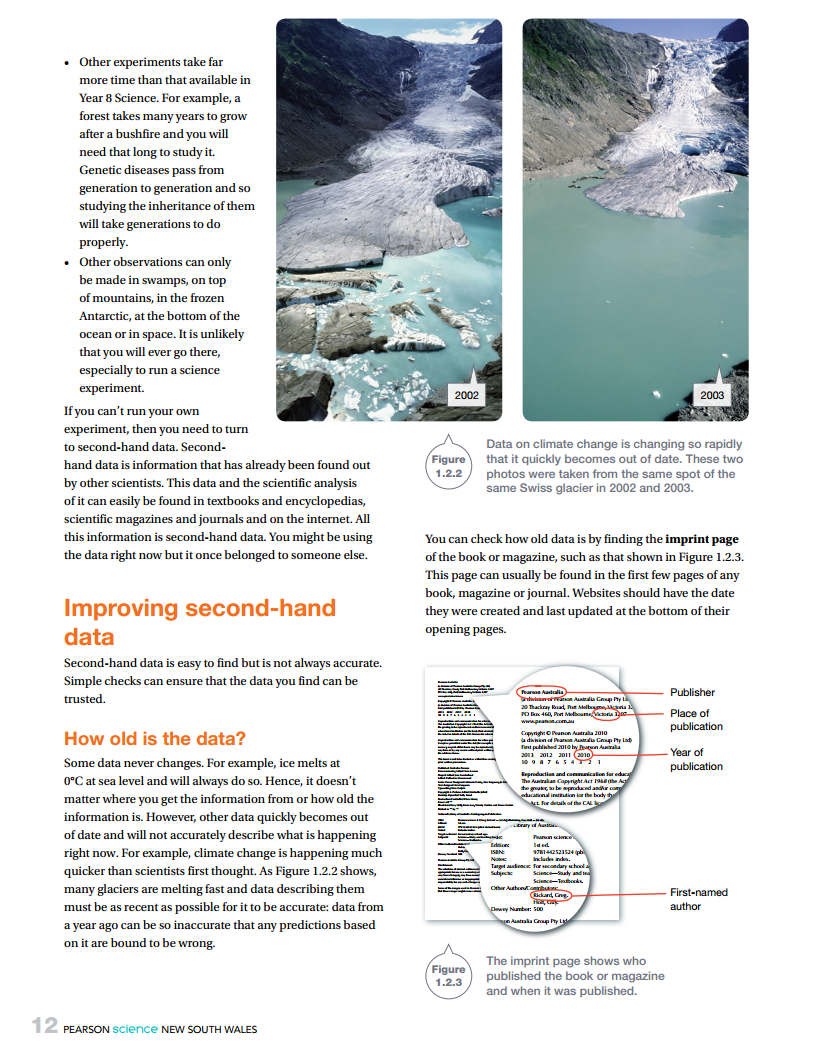 • Other experiments take far
more time than that available in
Year 8 Science. For example, a
forest takes many years to grow
after a bushfire and you will
need that long to study it.
Genetic diseases pass from
generation to generation and so
studying the inheritance of them
will take generations to do
properly.
• Other observations can only
be made in swamps, on top
of mountains, in the frozen
Antarctic, at the bottom of the
ocean or in space. It is unlikely
that you will ever go there,
especially to run a science
experiment.
If you can't run your own
experiment, then you need to turn
to second-hand data. Second-
hand data is information that has already been found out
by other scientists. This data and the scientific analysis
of it can easily be found in textbooks and encyclopedias,
scientific magazines and journals and on the internet. All
this information is second-hand data. You might be using
the data right now but it once belonged to someone else.
Improving second-hand
data
Second-hand data is easy to find but is not always accurate.
Simple checks can ensure that the data you find can be
trusted.
How old is the data?
Some data never changes. For example, ice melts at
0°C at sea level and will always do so. Hence, it doesn't
matter where you get the information from or how old the
information is. However, other data quickly becomes out
of date and will not accurately describe what is happening
right now. For example, climate change is happening much
quicker than scientists first thought. As Figure 1.2.2 shows,
many glaciers are melting fast and data describing them
must be as recent as possible for it to be accurate: data from
a year ago can be so inaccurate that any predictions based
on it are bound to be wrong.
2002
2003
Figure
1.2.2
Data on climate change is changing so rapidly
that it quickly becomes out of date. These two
photos were taken from the same spot of the
same Swiss glacier in 2002 and 2003.
You can check how old data is by finding the imprint page
of the book or magazine, such as that shown in Figure 1.2.3.
This page can usually be found in the first few pages of any
book, magazine or journal. Websites should have the date
they were created and last updated at the bottom of their
opening pages.
Pearson Australia
(a division of Pearson Australia Group Pty Lt
20 Thackray Road, Port Melbourne, Victoria 32
PO Box 460, Port Melbourne, Victoria 3207
www.pearson.com.au
Copyright © Pearson Australia 2010
(a division of Pearson Australia Group Pty Ltd)
First published 2010 by Pearson Australia
2013 2012 2011 2010
10 9 8 7 6 5 4 3 2 1
Reproduction and communication for educa
The Australian Copyright Act 1968 (the Act
the greater, to be reproduced and/or com
educational institution (or the body th
Act. For details of the CAL lice
Publisher
Place of
publication
Year of
publication
Library of Austra
Pearson science
Edition: 1st ed.
ISBN: 9781442523524 (pb
Notes: Includes index.
Target audience: For secondary school a
Subjects: Science—Study and tea
Science—Textbooks.
Other Authors/Contributors:
Rickard, Greg.
Dewey Number: 500
on Australia Group Pty Ltd
First-named
author
Figure
1.2.3
The imprint page shows who
published the book or magazine
and when it was published.
12 PEARSON science NEW SOUTH WALES